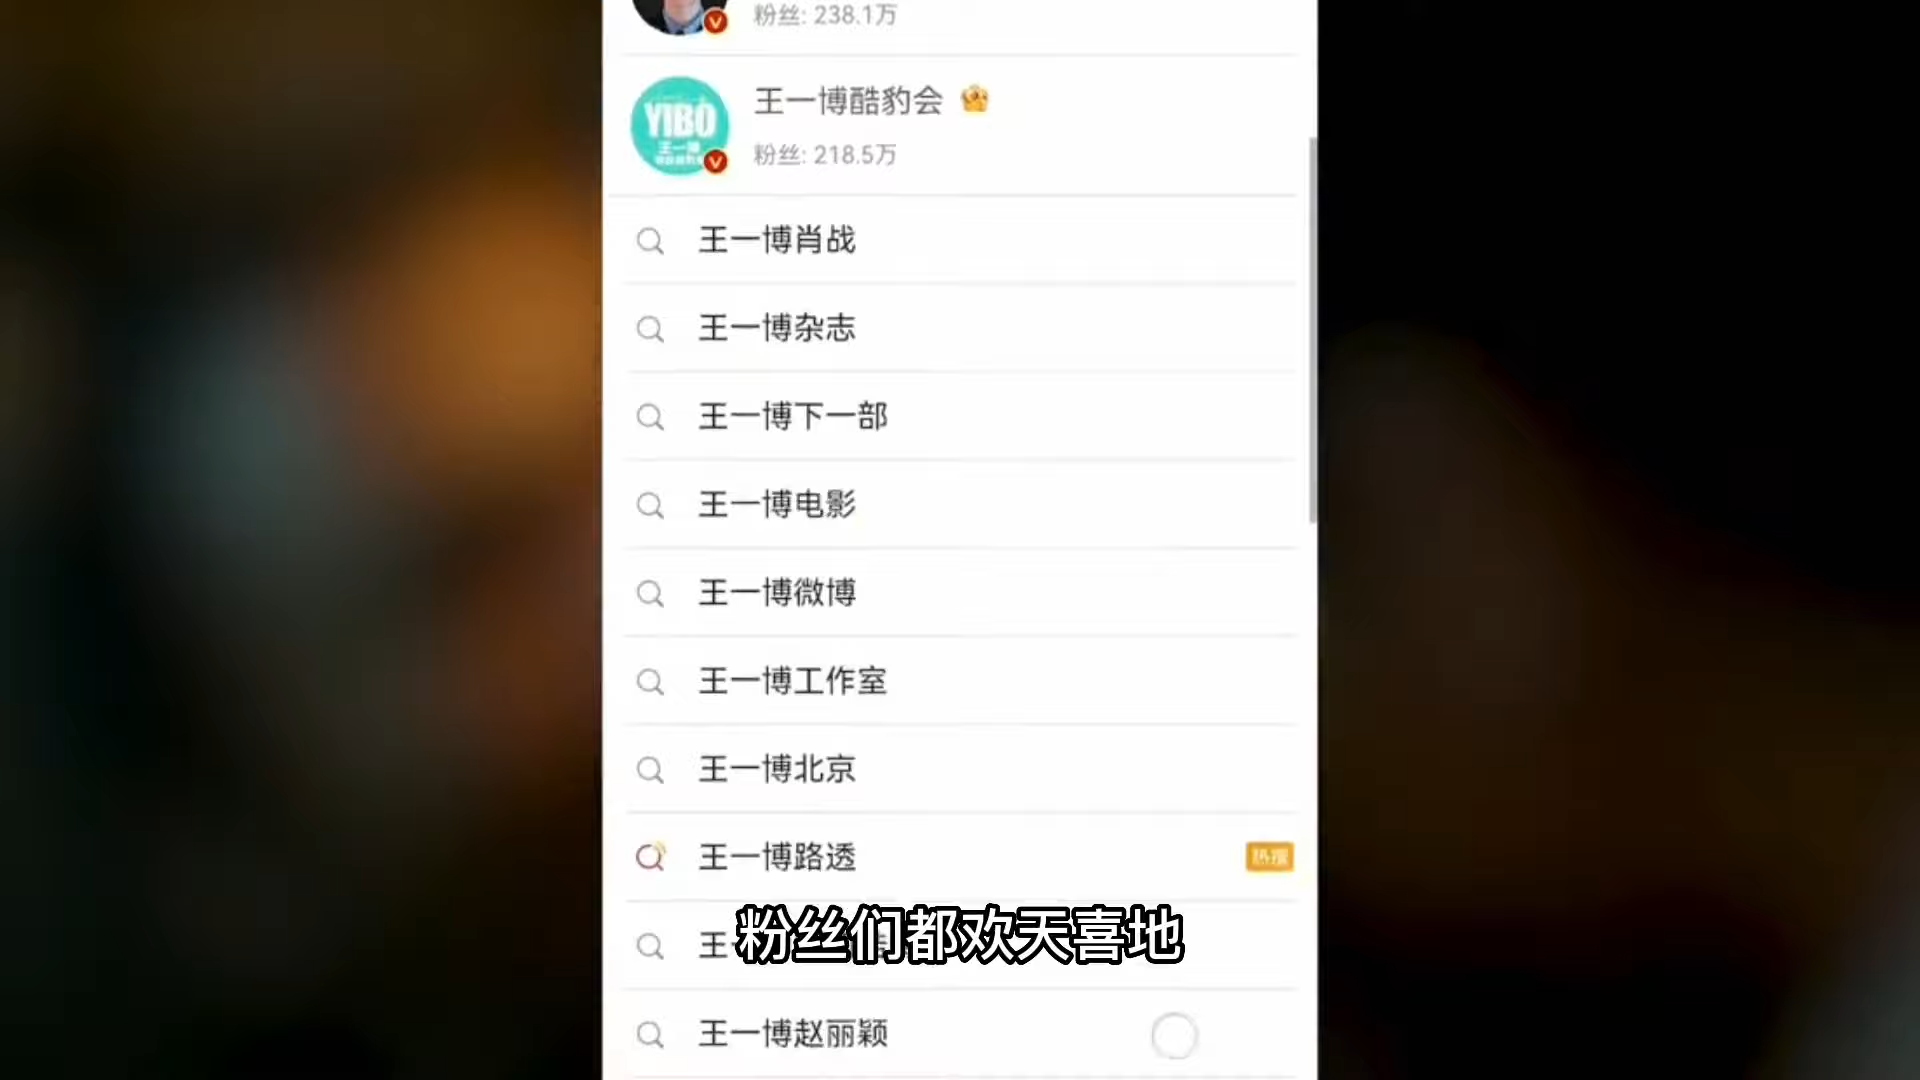 粉丝: 238.1万
王一博酷豹会
YIBO
王一博
粉丝: 218.5万
王一博肖战
王一博杂志
王一博下一部
王一博电影
王一博微博
王一博工作室
王一博北京
王一博路透
热搜
王
粉丝们都欢天喜地
王一博赵丽颖